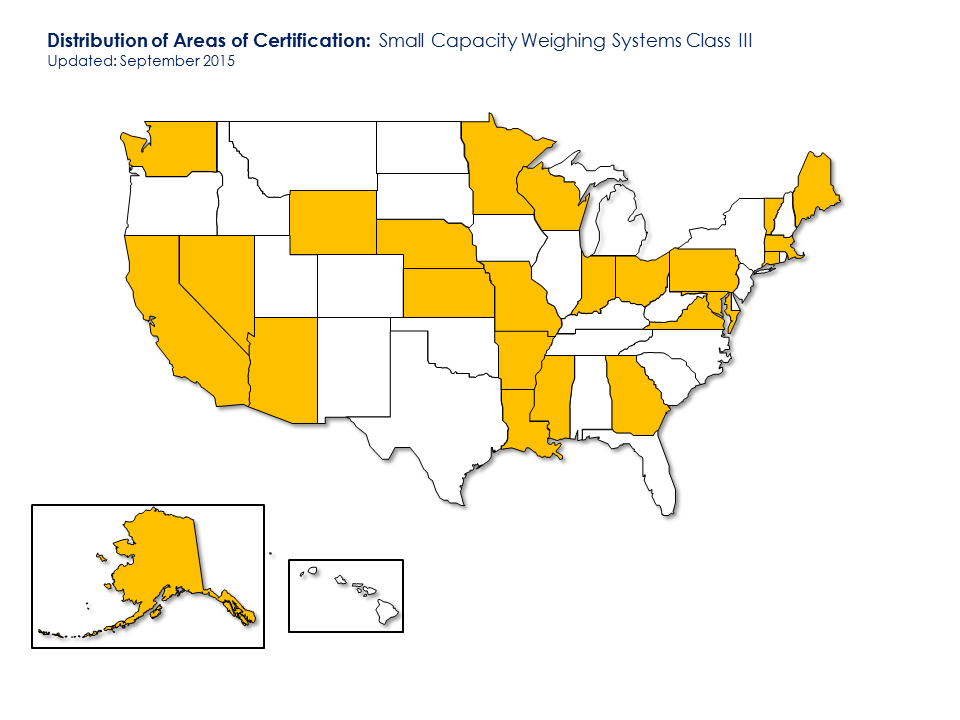 Distribution of Areas of Certification: Small Capacity Weighing Systems Class III
Updated: September 2015